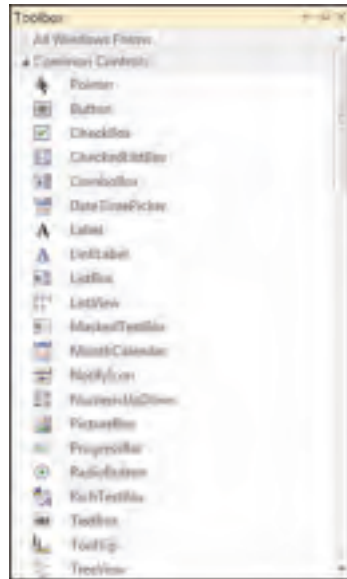 Toolbox
All Windows Forms
Common Controls
Pointer
Button
CheckBox
CheckedListBox
ComboBox
DateTimePicker
Label
LinkLabel
ListBox
ListView
MaskedTextBox
MonthCalendar
NotifyIcon
NumericUpDown
PictureBox
ProgressBar
RadioButton
RichTextBox
TextBox
ToolTip
TreeView